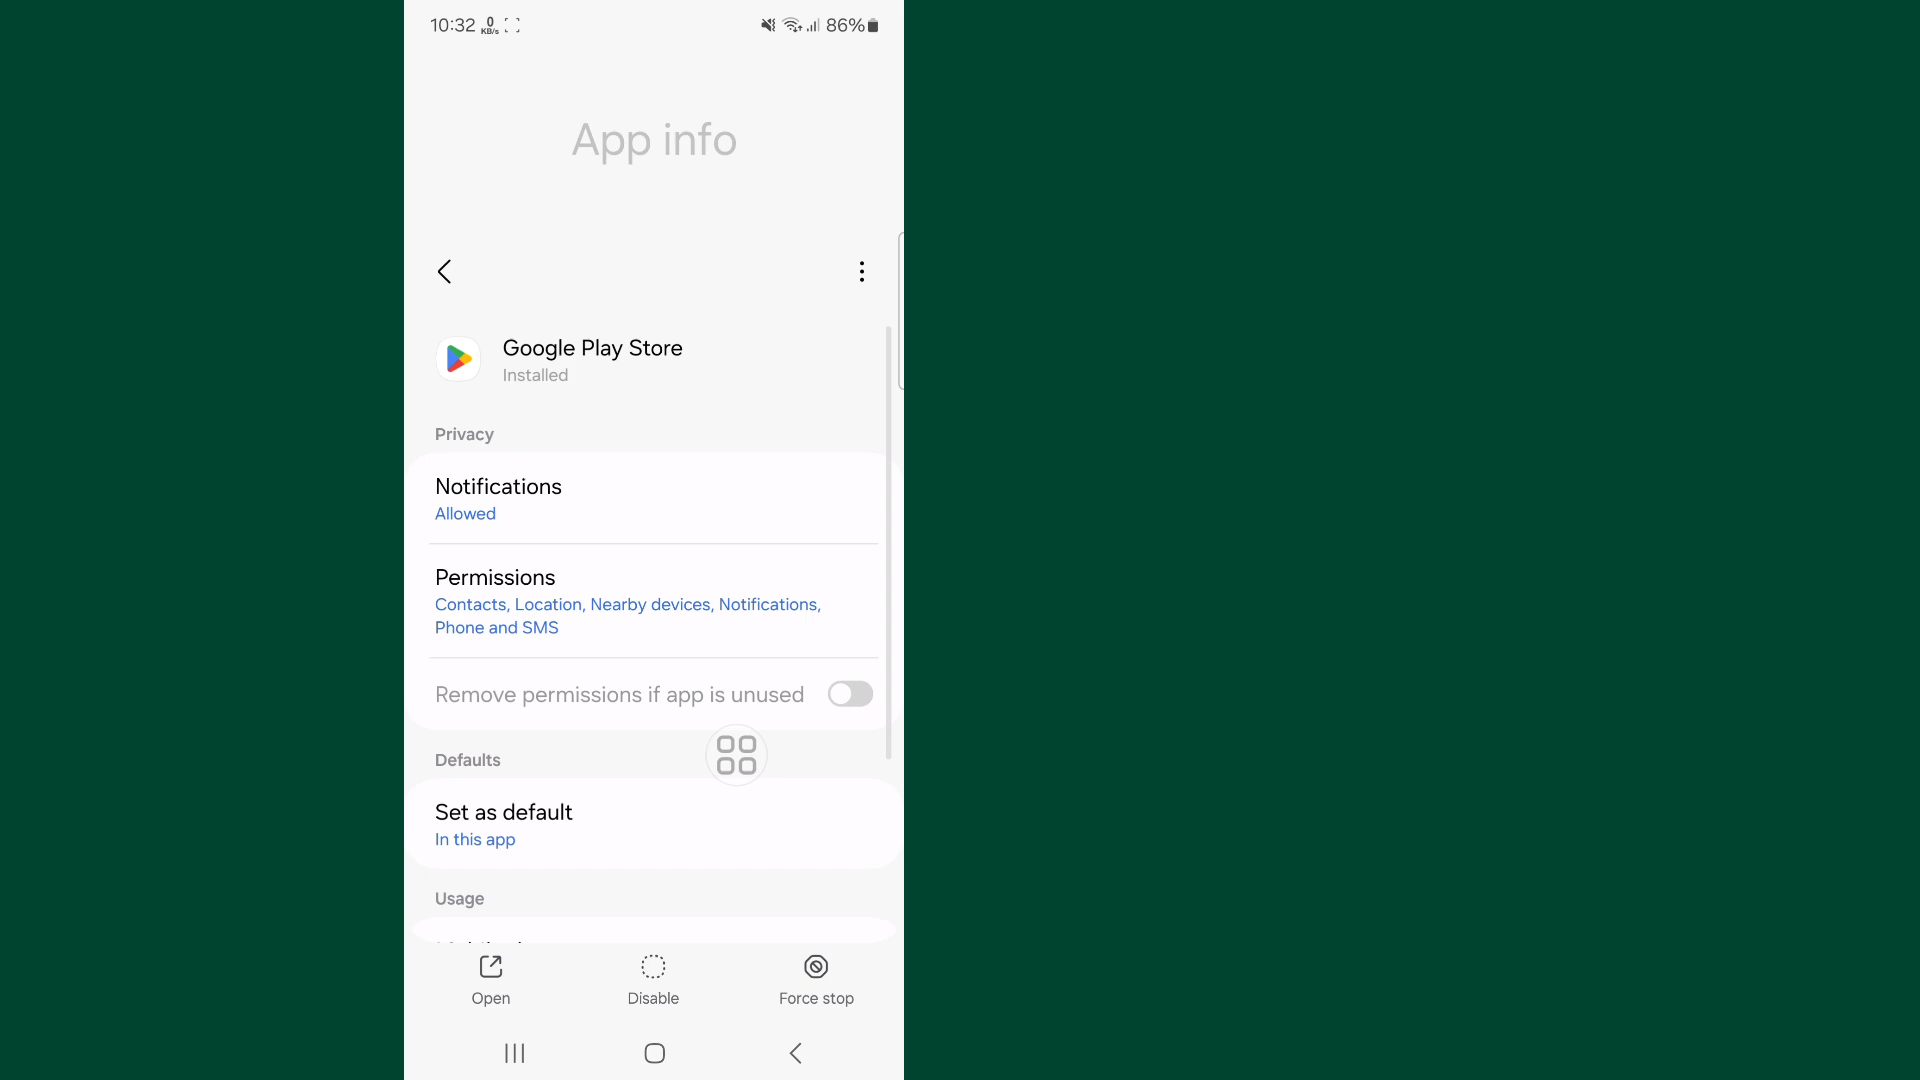 10:32 0 KB/s 86%
App info
Google Play Store
Installed
Privacy
Notifications
Allowed
Permissions
Contacts, Location, Nearby devices, Notifications,
Phone and SMS
Remove permissions if app is unused
Defaults
Set as default
In this app
Usage
Open Disable Force stop